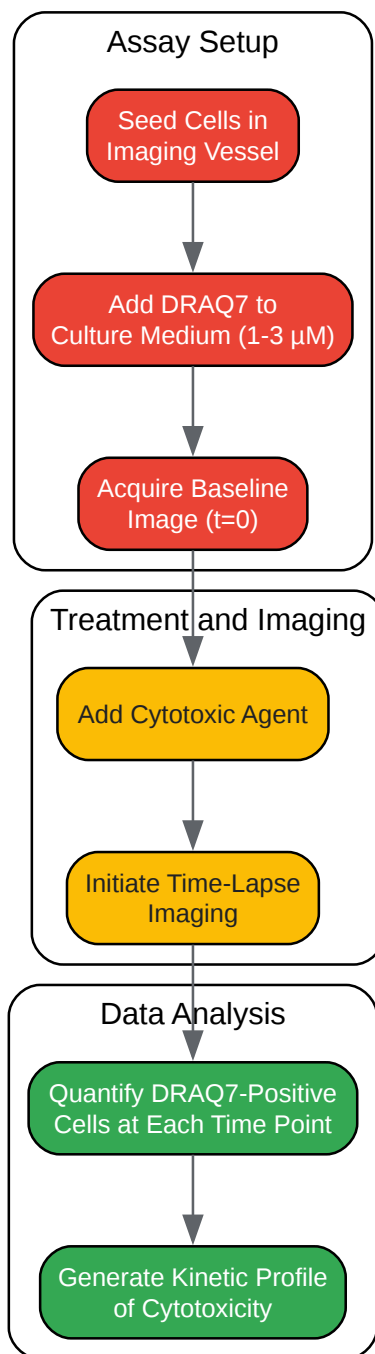 Assay Setup
Seed Cells in
Imaging Vessel
Add DRAQ7 to
Culture Medium (1-3 µM)
Acquire Baseline
Image (t=0)
Treatment and Imaging
Add Cytotoxic Agent
Initiate Time-Lapse
Imaging
Data Analysis
Quantify DRAQ7-Positive
Cells at Each Time Point
Generate Kinetic Profile
of Cytotoxicity